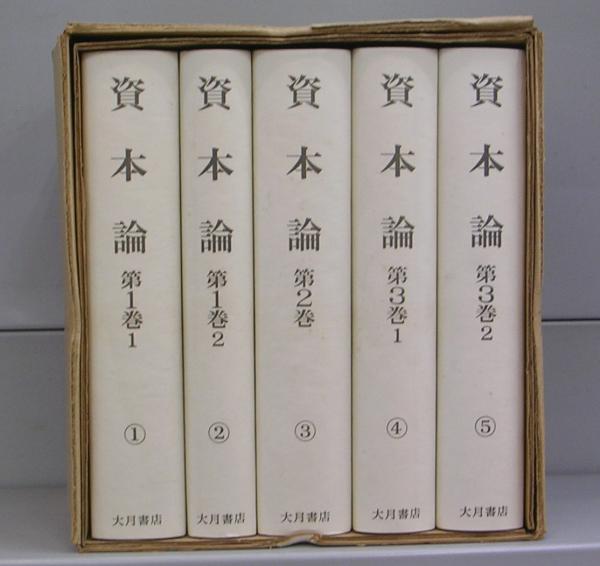 資本論
第1巻1
①
大月書店
資本論
第1巻2
②
大月書店
資本論
第2巻
③
大月書店
資本論
第3巻1
④
大月書店
資本論
第3巻2
⑤
大月書店